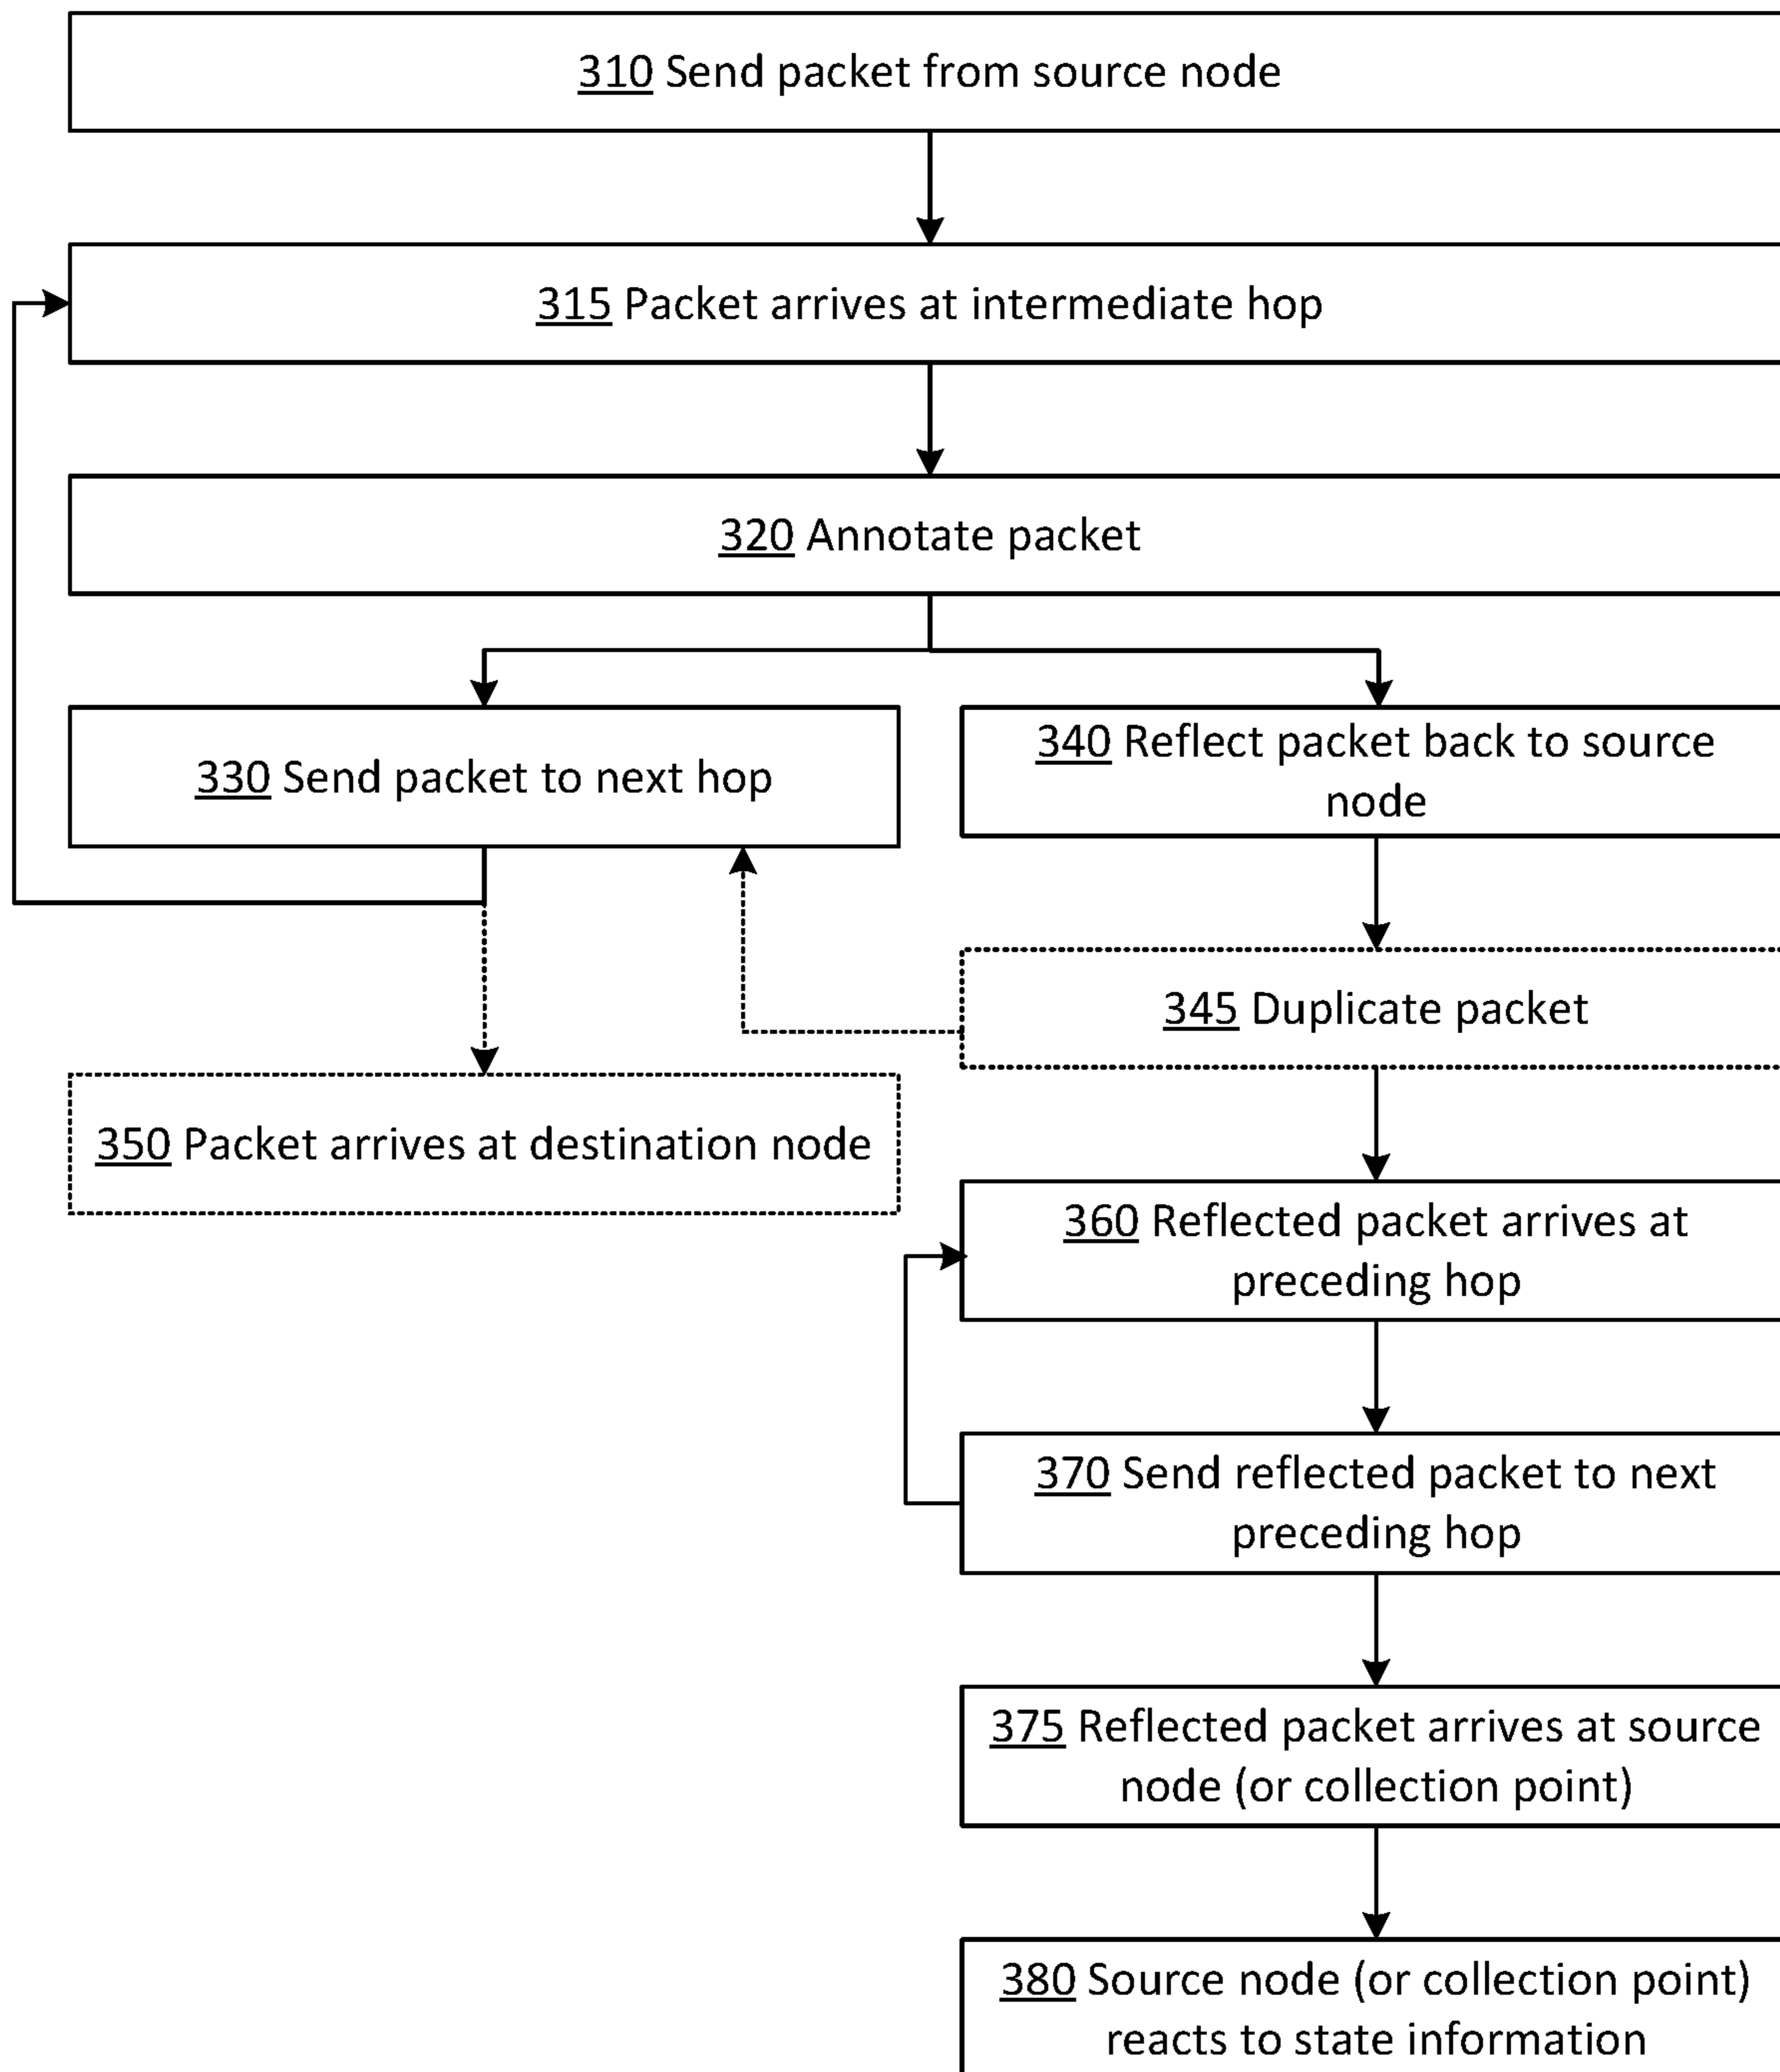 310 Send packet from source node
315 Packet arrives at intermediate hop
320 Annotate packet
330 Send packet to next hop
340 Reflect packet back to source
node
345 Duplicate packet
350 Packet arrives at destination node
360 Reflected packet arrives at
preceding hop
370 Send reflected packet to next
preceding hop
375 Reflected packet arrives at source
node (or collection point)
380 Source node (or collection point)
reacts to state information